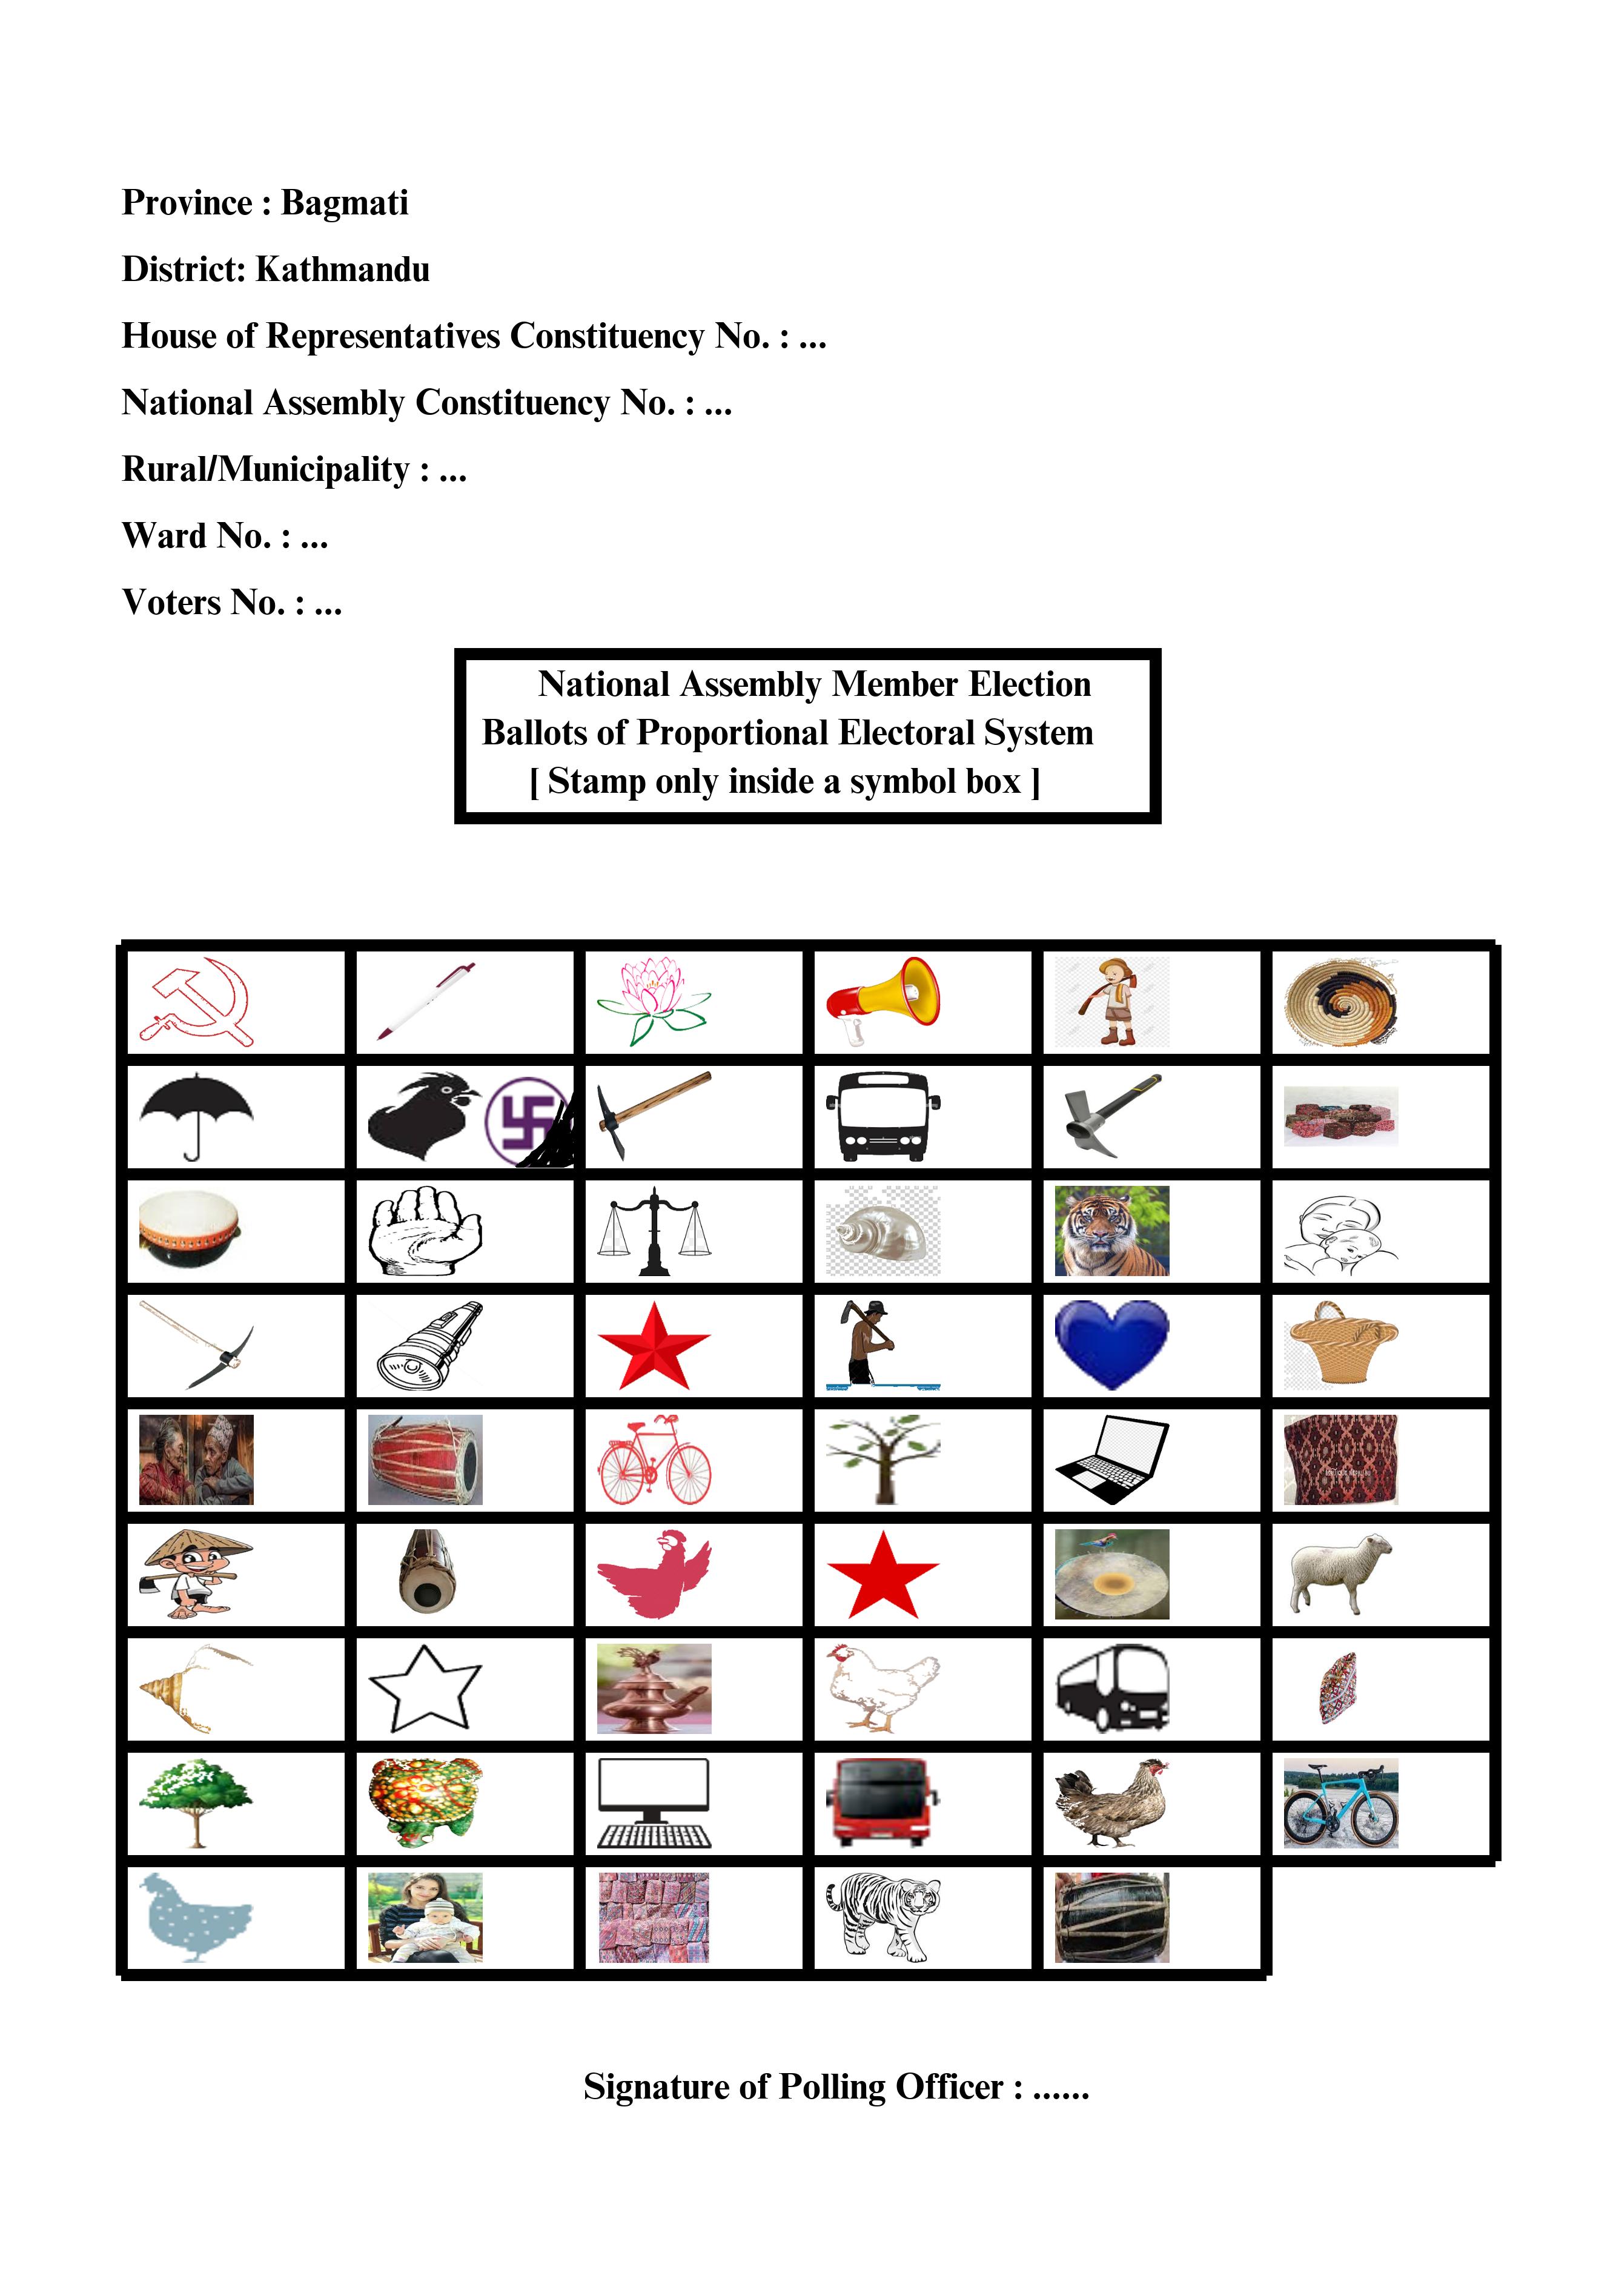 Province : Bagmati
District: Kathmandu
House of Representatives Constituency No. : ...
National Assembly Constituency No. : ...
Rural/Municipality : ...
Ward No. : ...
Voters No. : ...
National Assembly Member Election
Ballots of Proportional Electoral System
[ Stamp only inside a symbol box ]
Signature of Polling Officer : ......